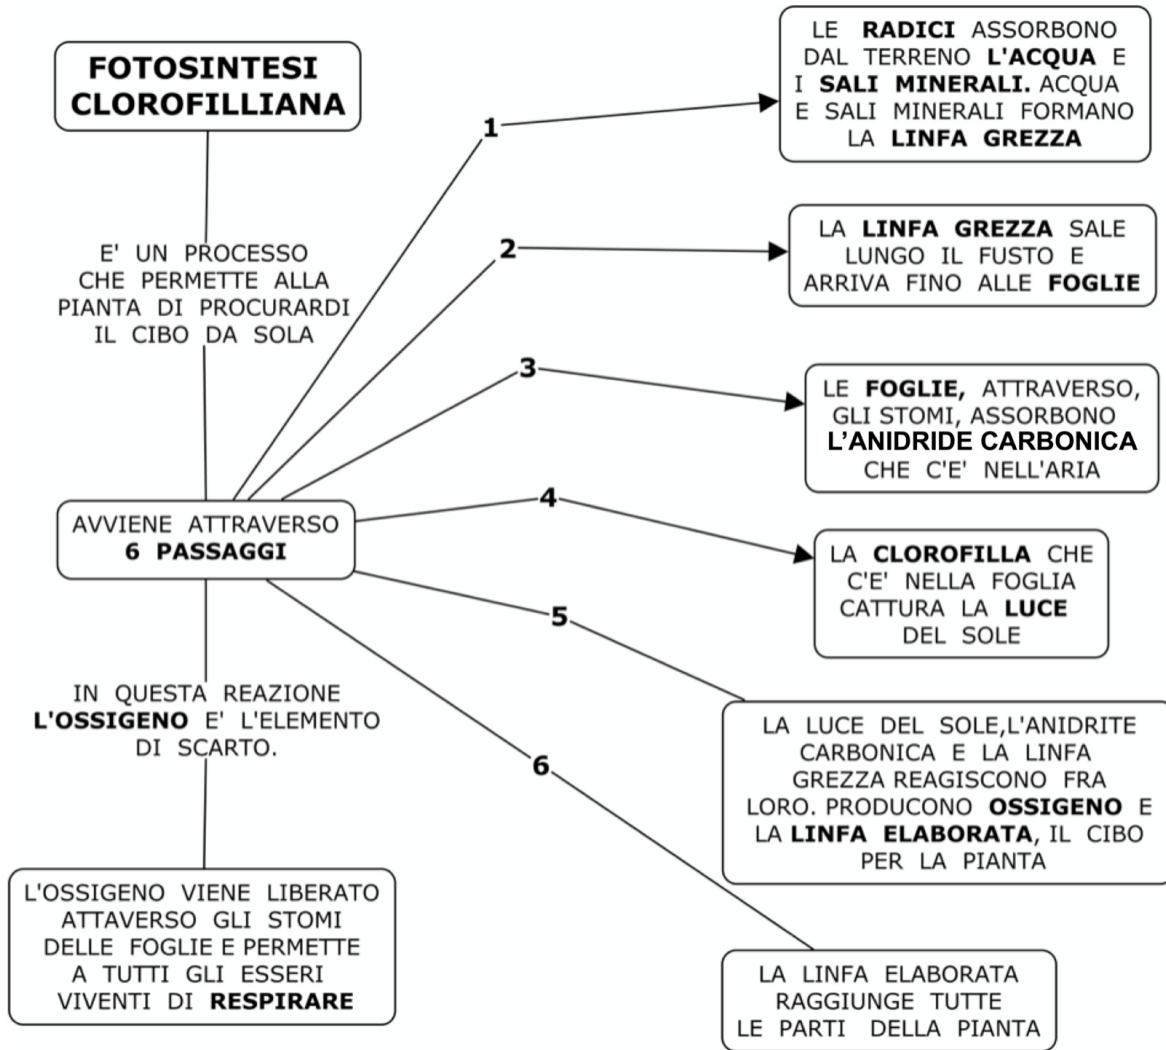 FOTOSINTESI
CLOROFILLIANA
E' UN PROCESSO
CHE PERMETTE ALLA
PIANTA DI PROCURARDI
IL CIBO DA SOLA
AVVIENE ATTRAVERSO
6 PASSAGGI
1
LE RADICI ASSORBONO
DAL TERRENO L'ACQUA E
I SALI MINERALI. ACQUA
E SALI MINERALI FORMANO
LA LINFA GREZZA
2
LA LINFA GREZZA SALE
LUNGO IL FUSTO E
ARRIVA FINO ALLE FOGLIE
3
LE FOGLIE, ATTRAVERSO,
GLI STOMI, ASSORBONO
L’ANIDRIDE CARBONICA
CHE C'E' NELL'ARIA
4
LA CLOROFILLA CHE
C'E' NELLA FOGLIA
CATTURA LA LUCE
DEL SOLE
5
LA LUCE DEL SOLE,L'ANIDRITE
CARBONICA E LA LINFA
GREZZA REAGISCONO FRA
LORO. PRODUCONO OSSIGENO E
LA LINFA ELABORATA, IL CIBO
PER LA PIANTA
6
LA LINFA ELABORATA
RAGGIUNGE TUTTE
LE PARTI DELLA PIANTA
IN QUESTA REAZIONE
L'OSSIGENO E' L'ELEMENTO
DI SCARTO.
L'OSSIGENO VIENE LIBERATO
ATTAVERSO GLI STOMI
DELLE FOGLIE E PERMETTE
A TUTTI GLI ESSERI
VIVENTI DI RESPIRARE